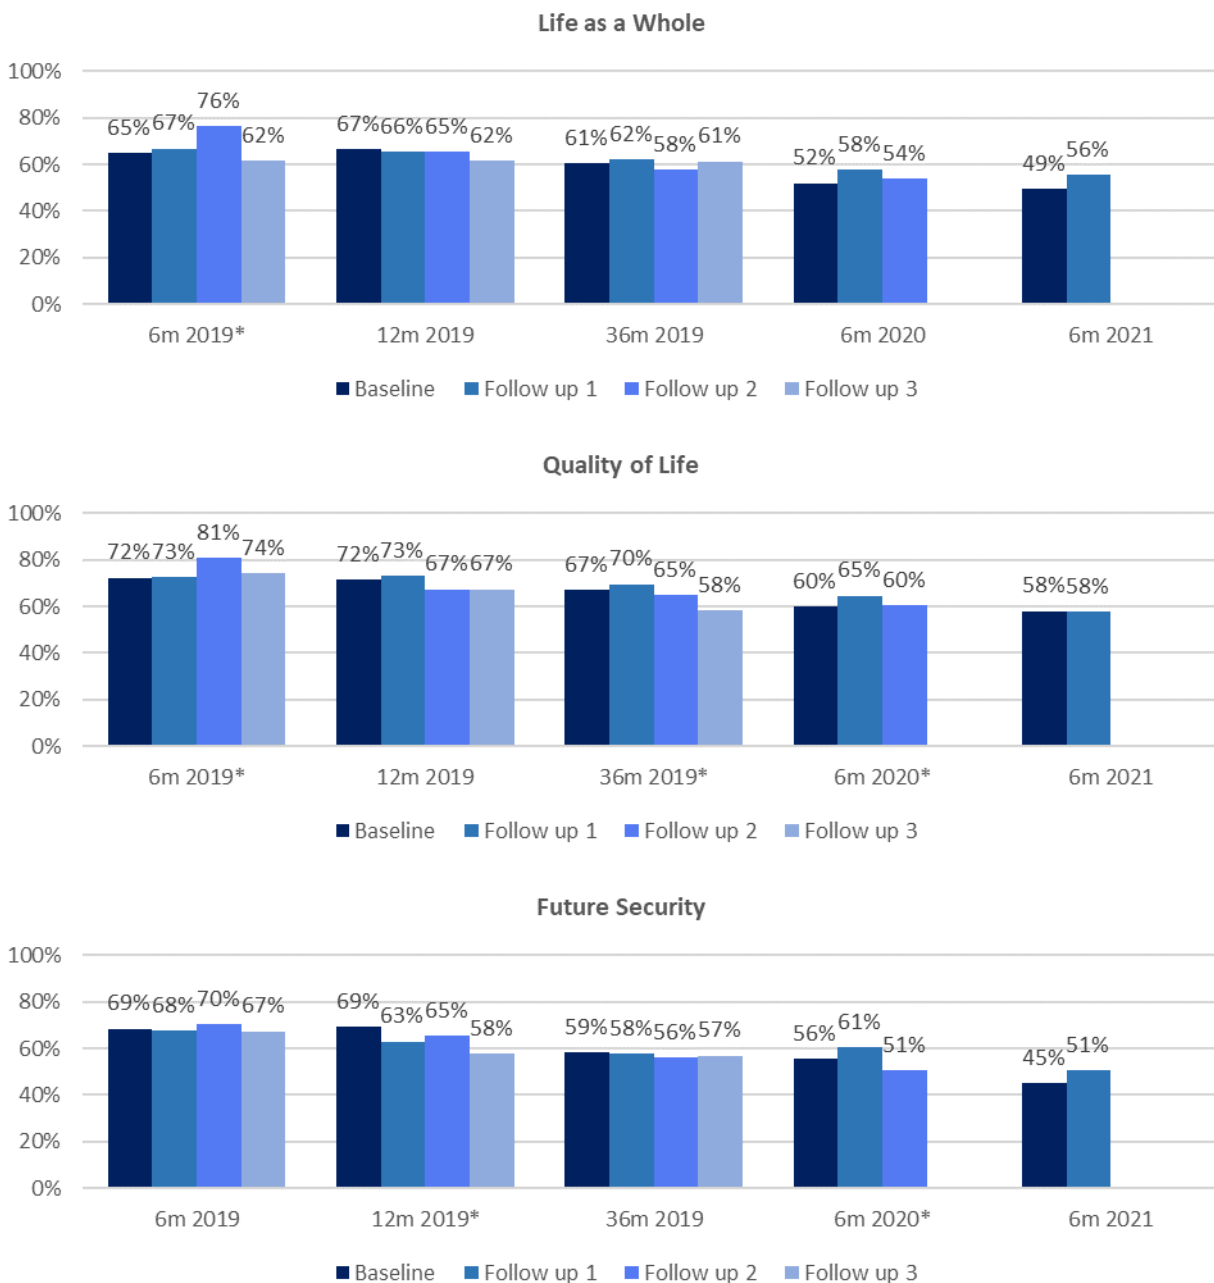 Life as a Whole
100%
80%
60%
40%
20%
0%
65% 67% 76% 62% 67% 66% 65% 62% 61% 62% 58% 61% 52% 58% 54% 49% 56%
6m 2019* 12m 2019 36m 2019 6m 2020 6m 2021
Baseline Follow up 1 Follow up 2 Follow up 3
Quality of Life
100%
80%
60%
40%
20%
0%
72% 73% 81% 74% 72% 73% 67% 67% 67% 70% 65% 58% 60% 65% 60% 58% 58%
6m 2019* 12m 2019 36m 2019* 6m 2020* 6m 2021
Baseline Follow up 1 Follow up 2 Follow up 3
Future Security
100%
80%
60%
40%
20%
0%
69% 68% 70% 67% 69% 63% 65% 58% 59% 58% 56% 57% 56% 61% 51% 45% 51%
6m 2019 12m 2019* 36m 2019 6m 2020* 6m 2021
Baseline Follow up 1 Follow up 2 Follow up 3